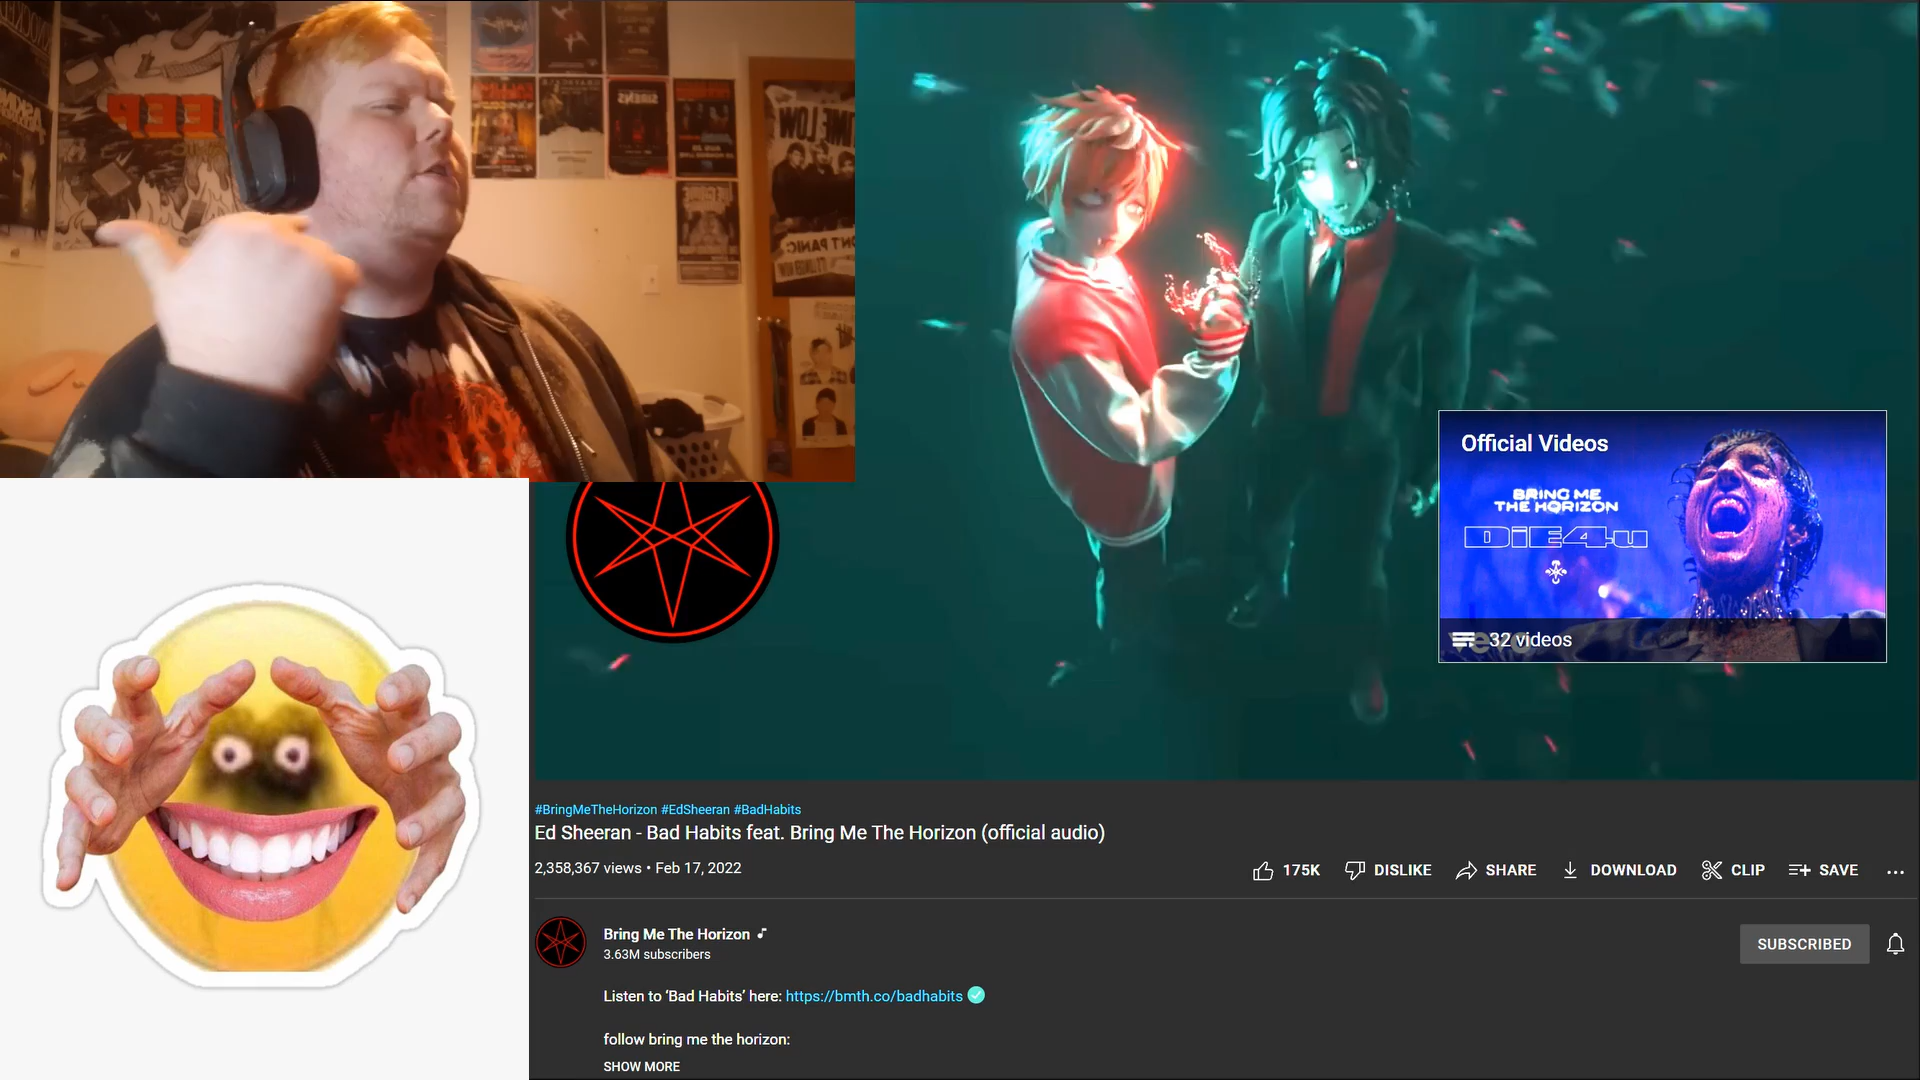 SIRENS
Official Videos
BRING ME
THE HORIZON
DiE4u
32 videos
#BringMeTheHorizon #EdSheeran #BadHabits
Ed Sheeran - Bad Habits feat. Bring Me The Horizon (official audio)
2,358,367 views • Feb 17, 2022
175K
DISLIKE
SHARE
DOWNLOAD
CLIP
SAVE
Bring Me The Horizon
3.63M subscribers
SUBSCRIBED
Listen to ‘Bad Habits’ here: https://bmth.co/badhabits
follow bring me the horizon:
SHOW MORE